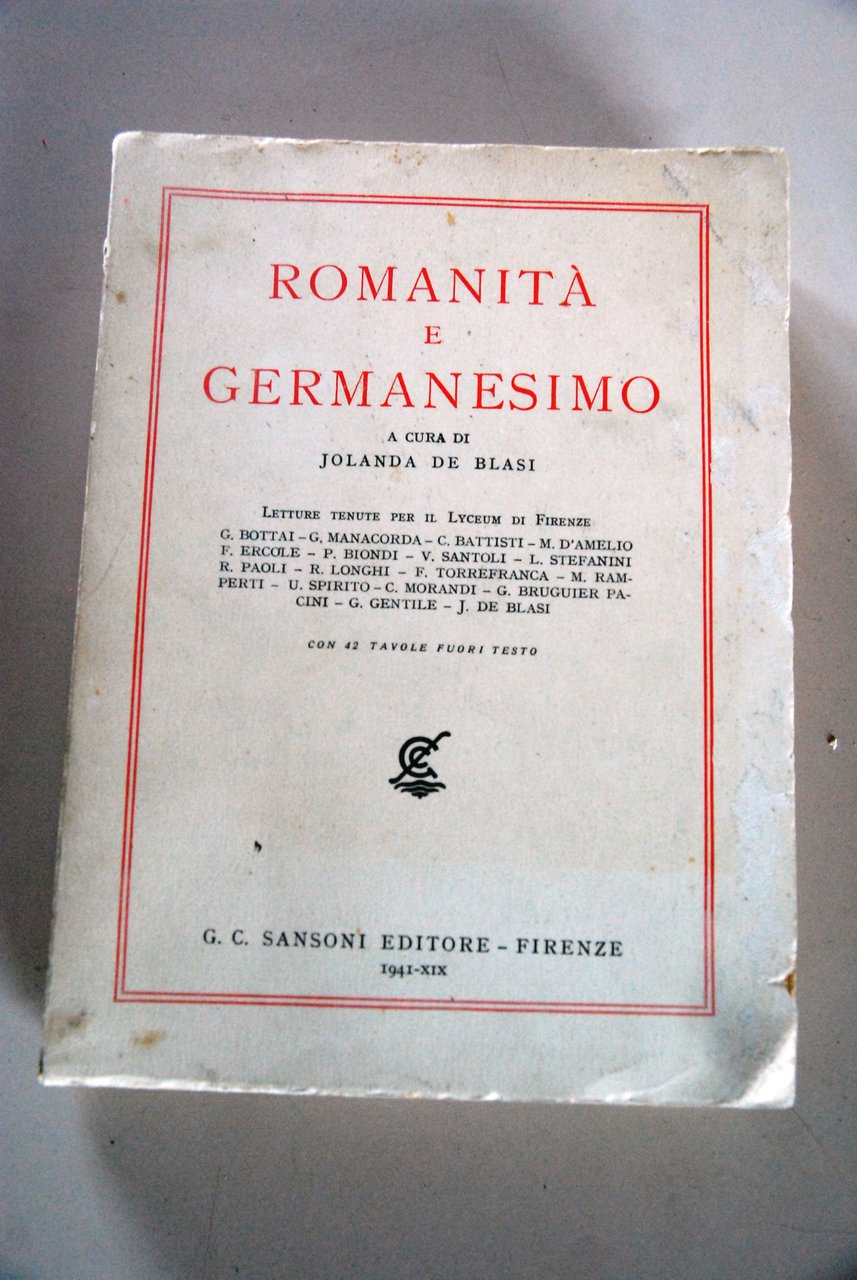 ROMANITÀ
E
GERMANESIMO
A CURA DI
JOLANDA DE BLASI
LETTURE TENUTE PER IL LYCEUM DI FIRENZE
G. BOTTAI – G. MANACORDA – C. BATTISTI – M. D'AMELIO
F. ERCOLE – P. BIONDI – V. SANTOLI – L. STEFANINI
R. PAOLI – R. LONGHI – F. TORREFRANCA – M. RAM-
PERTI – U. SPIRITO – C. MORANDI – G. BRUGUIER PA-
CINI – G. GENTILE – J. DE BLASI
CON 42 TAVOLE FUORI TESTO
G. C. SANSONI EDITORE – FIRENZE
1941-XIX